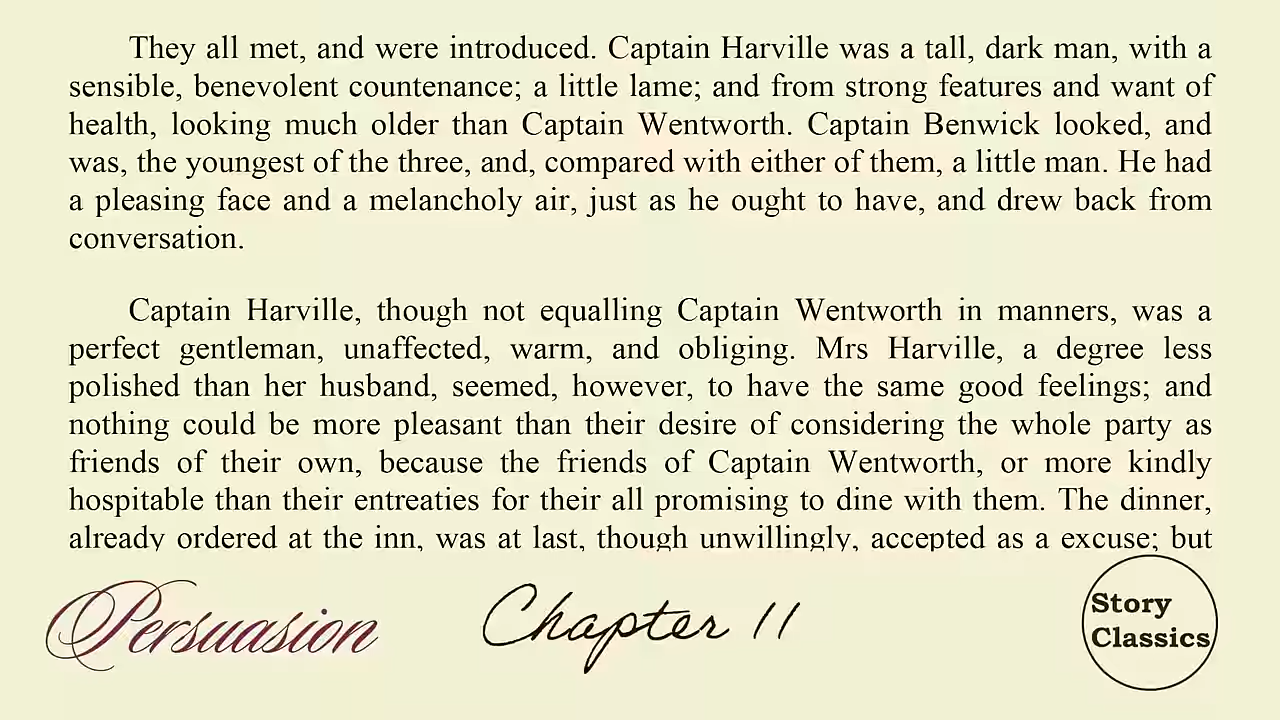 They all met, and were introduced. Captain Harville was a tall, dark man, with a
sensible, benevolent countenance; a little lame; and from strong features and want of
health, looking much older than Captain Wentworth. Captain Benwick looked, and
was, the youngest of the three, and, compared with either of them, a little man. He had
a pleasing face and a melancholy air, just as he ought to have, and drew back from
conversation.
Captain Harville, though not equalling Captain Wentworth in manners, was a
perfect gentleman, unaffected, warm, and obliging. Mrs Harville, a degree less
polished than her husband, seemed, however, to have the same good feelings; and
nothing could be more pleasant than their desire of considering the whole party as
friends of their own, because the friends of Captain Wentworth, or more kindly
hospitable than their entreaties for their all promising to dine with them. The dinner,
already ordered at the inn, was at last, though unwillingly, accepted as a excuse; but
Persuasion
Chapter 11
Story
Classics